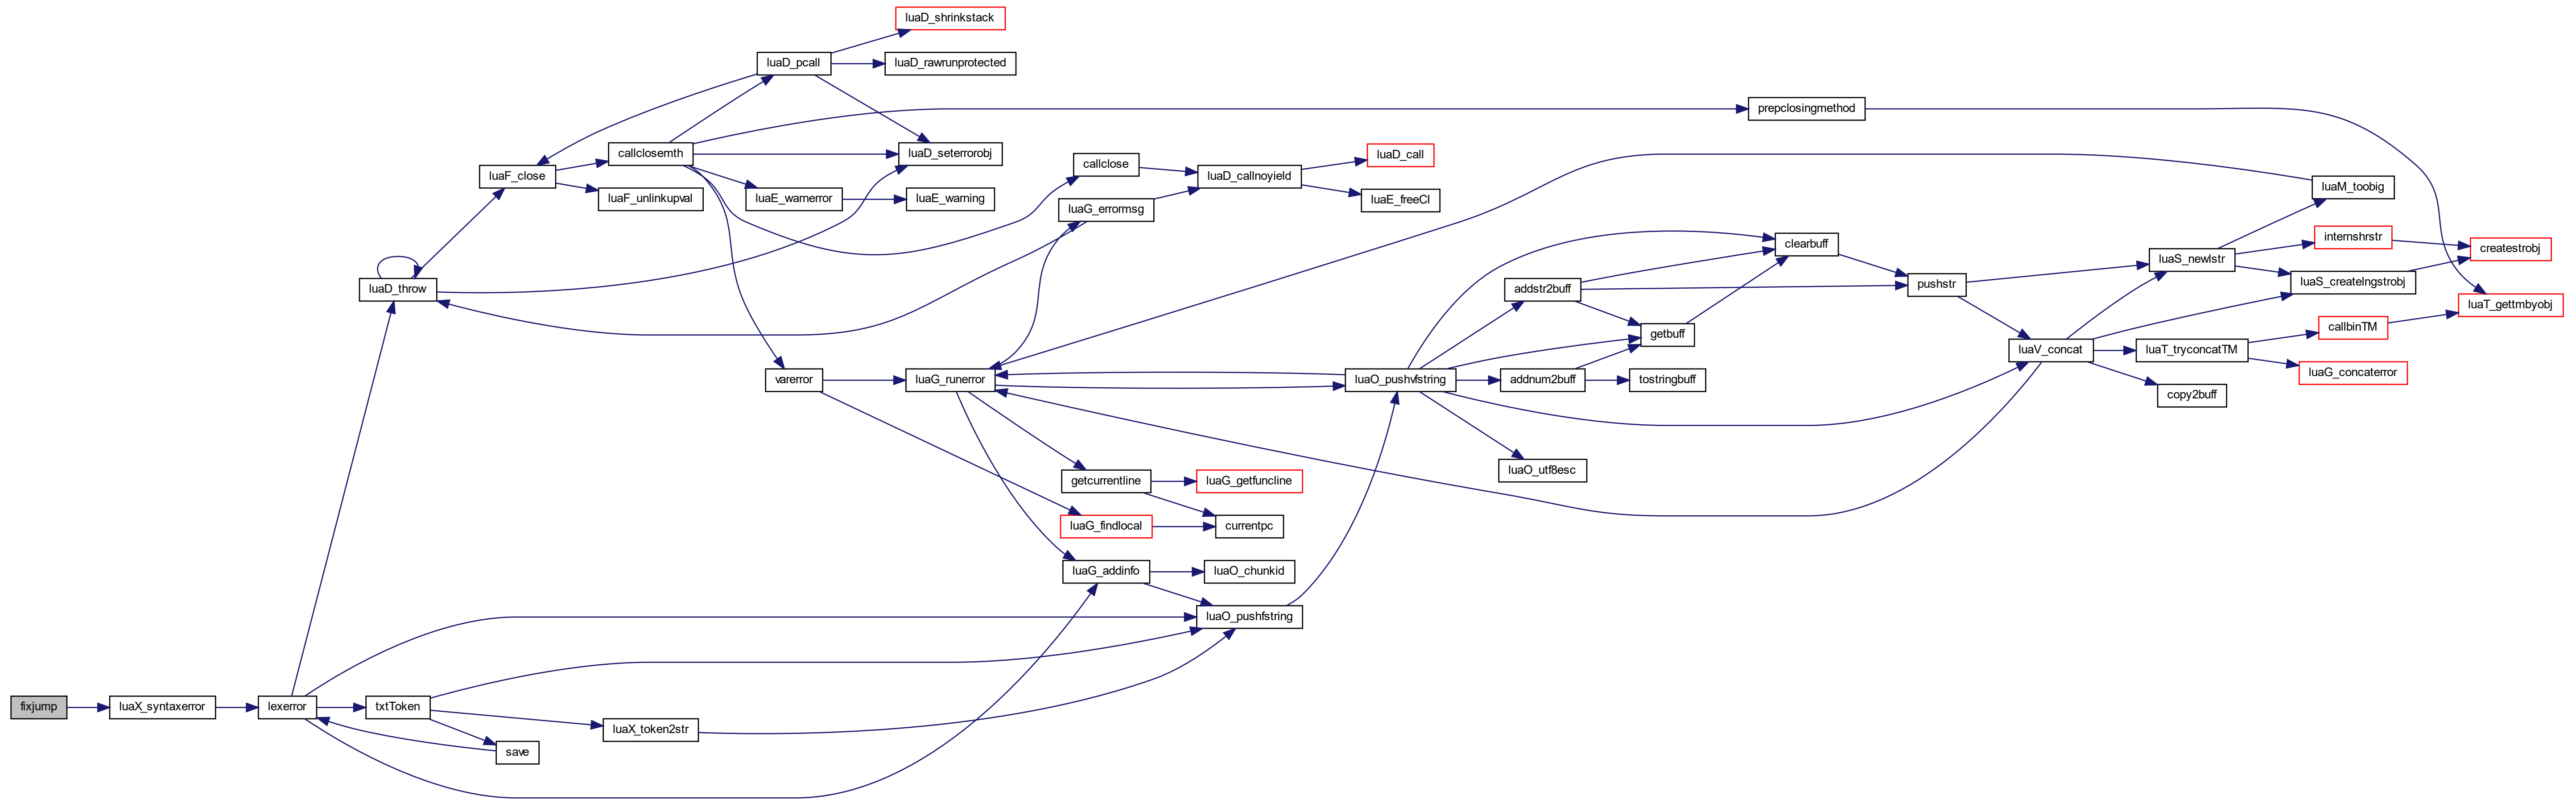 luaD_shrinkstack
luaD_pcall
luaD_rawrunprotected
prepclosingmethod
callclosemth
luaD_seterrorobj
luaD_call
callclose
luaF_close
luaD_callnoyield
luaM_toobig
luaF_unlinkupval
luaE_warnerror
luaE_warning
luaE_freeCI
luaG_errormsg
internshrstr
clearbuff
createstrobj
luaS_newlstr
luaS_createlngstrobj
pushstr
luaD_throw
addstr2buff
luaT_gettmbyobj
callbinTM
getbuff
luaV_concat
luaT_tryconcatTM
luaG_concaterror
varerror
luaG_runerror
luaO_pushvfstring
addnum2buff
tostringbuff
copy2buff
luaO_utf8esc
getcurrentline
luaG_getfuncline
luaG_findlocal
currentpc
luaG_addinfo
luaO_chunkid
luaO_pushfstring
fixjump
luaX_syntaxerror
lexerror
txtToken
luaX_token2str
save